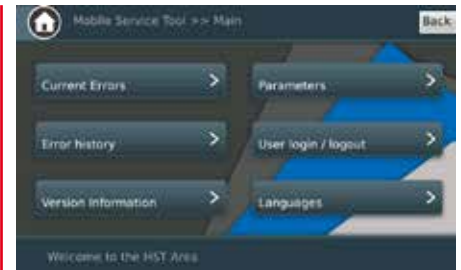 Mobile Service Tool >> Main
Back
Current Errors >
Parameters >
Error history >
User login / logout >
Version Information >
Languages >
Welcome to the HST Area